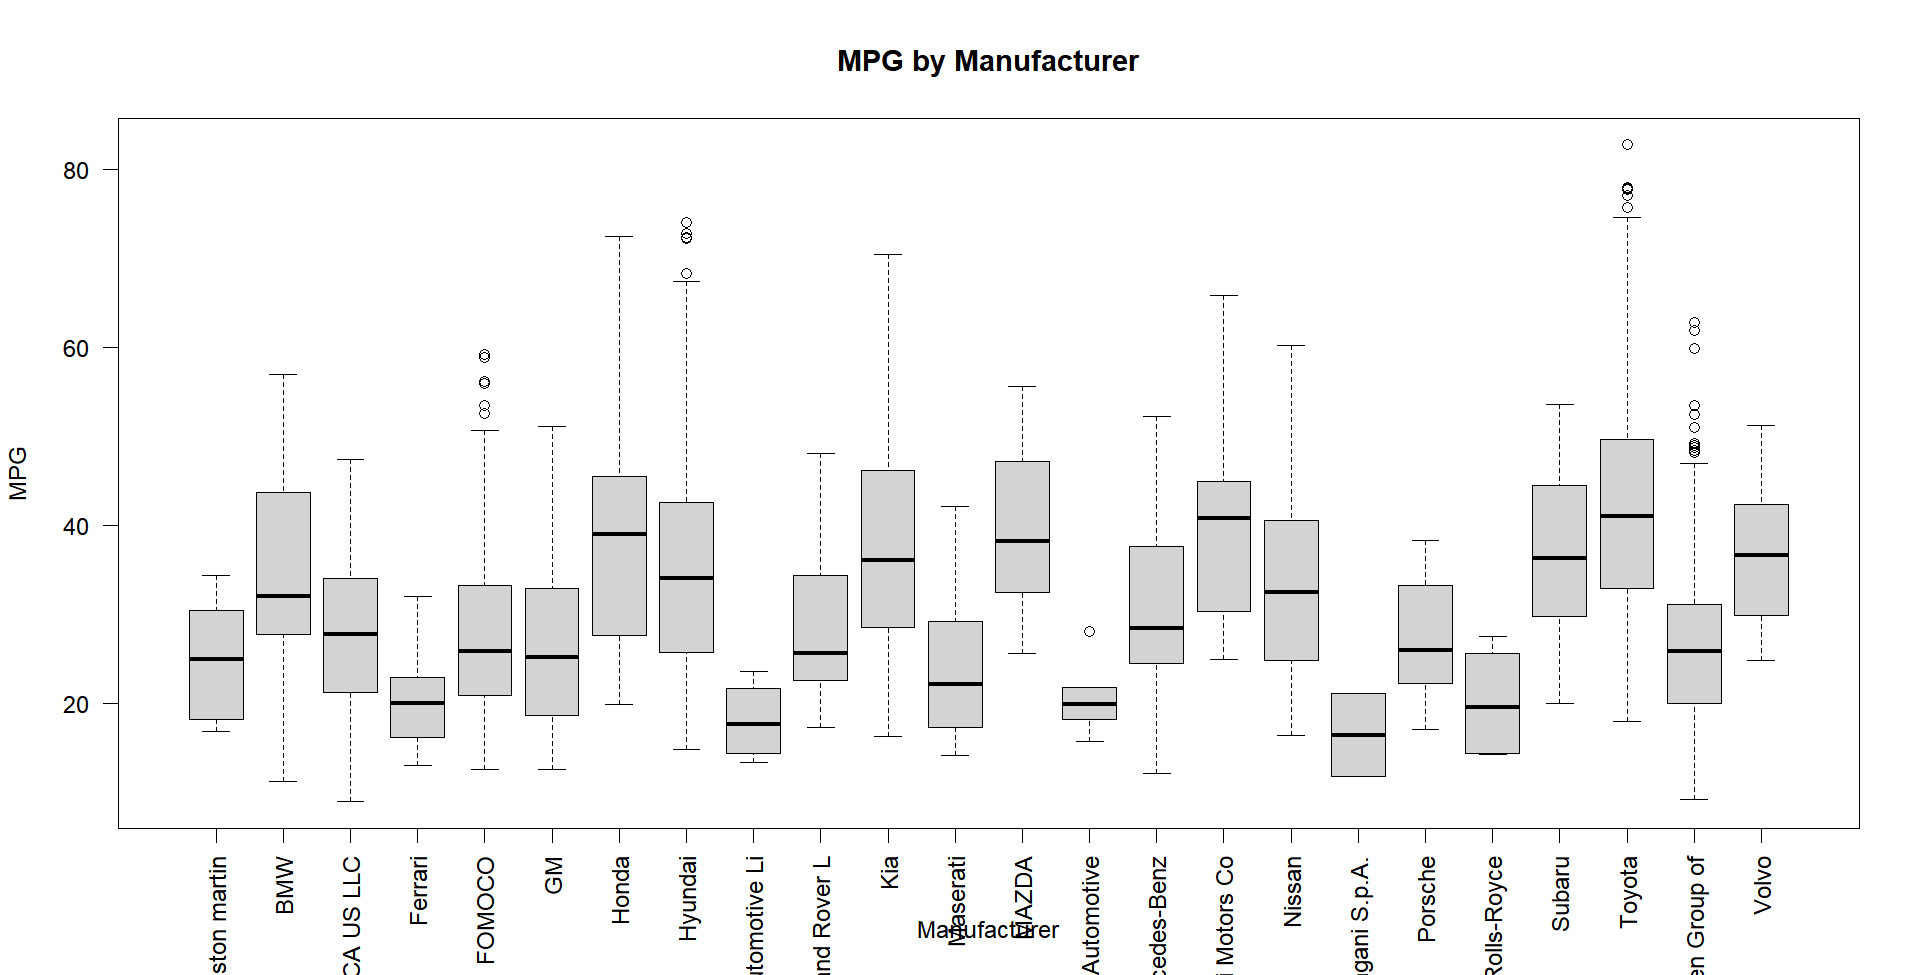 MPG by Manufacturer
MPG
80
60
40
20
ston martin
BMW
CA US LLC
Ferrari
FOMOCO
GM
Honda
Hyundai
utomotive Li
and Rover L
Kia
Maserati
MAZDA
Automotive
cedes-Benz
i Motors Co
Nissan
gani S.p.A.
Porsche
Rolls-Royce
Subaru
Toyota
en Group of
Volvo
Manufacturer